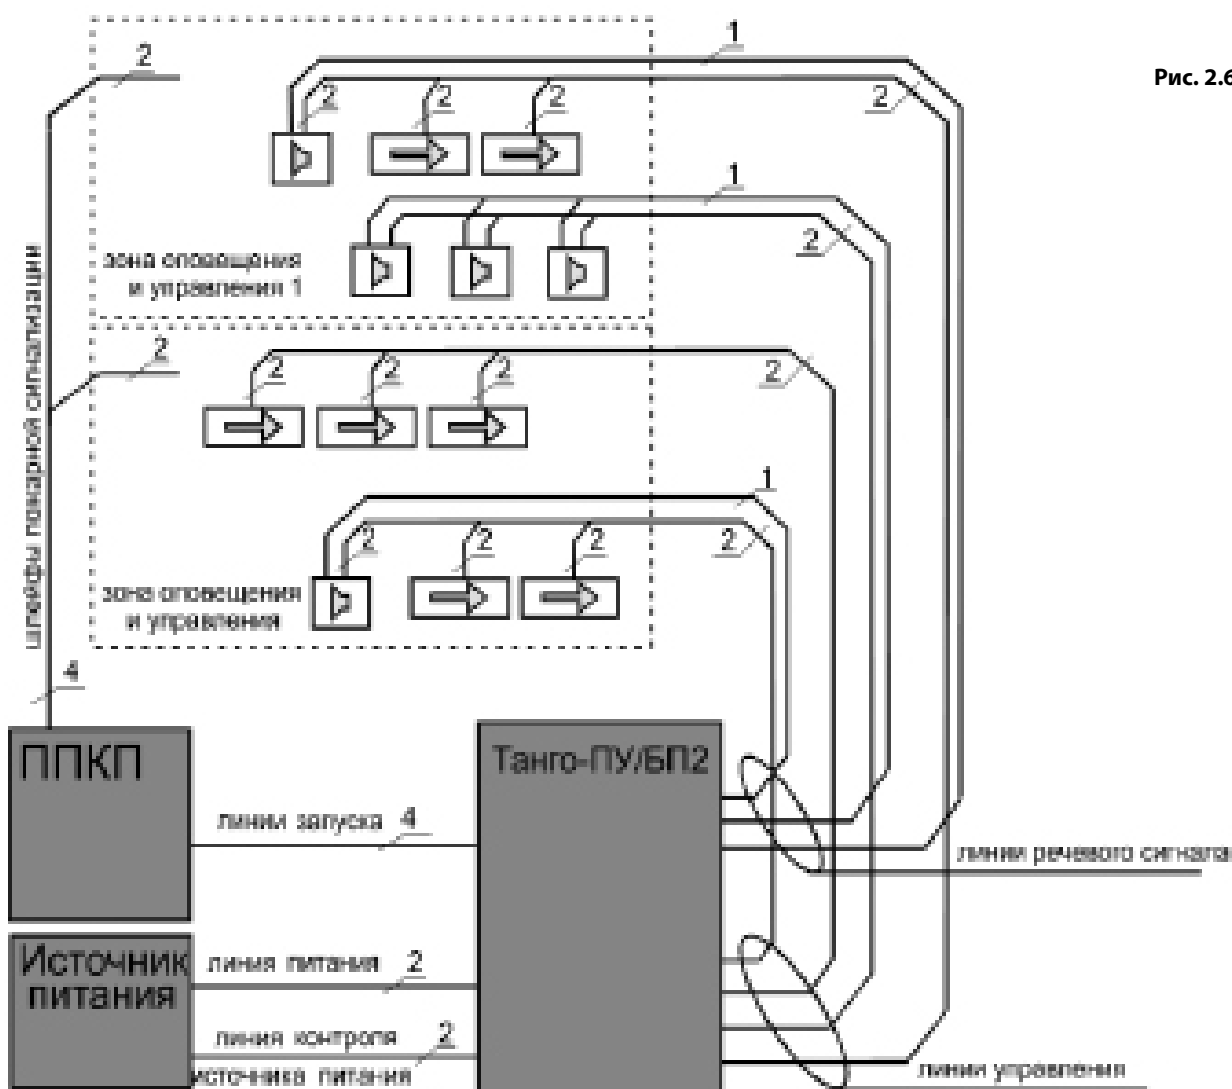 Рис. 2.6
1
2
2
2
2
2
1
2
зона оповещения
и управления 1
шлейфы пожарной сигнализации
2
2
2
2
2
1
2
2
2
2
зона оповещения
и управления
4
ППКП
Танго-ПУ/БП2
линии запуска 4
линии речевого сигнала
Источник
питания
линия питания 2
линия контроля 2
источника питания
линии управления